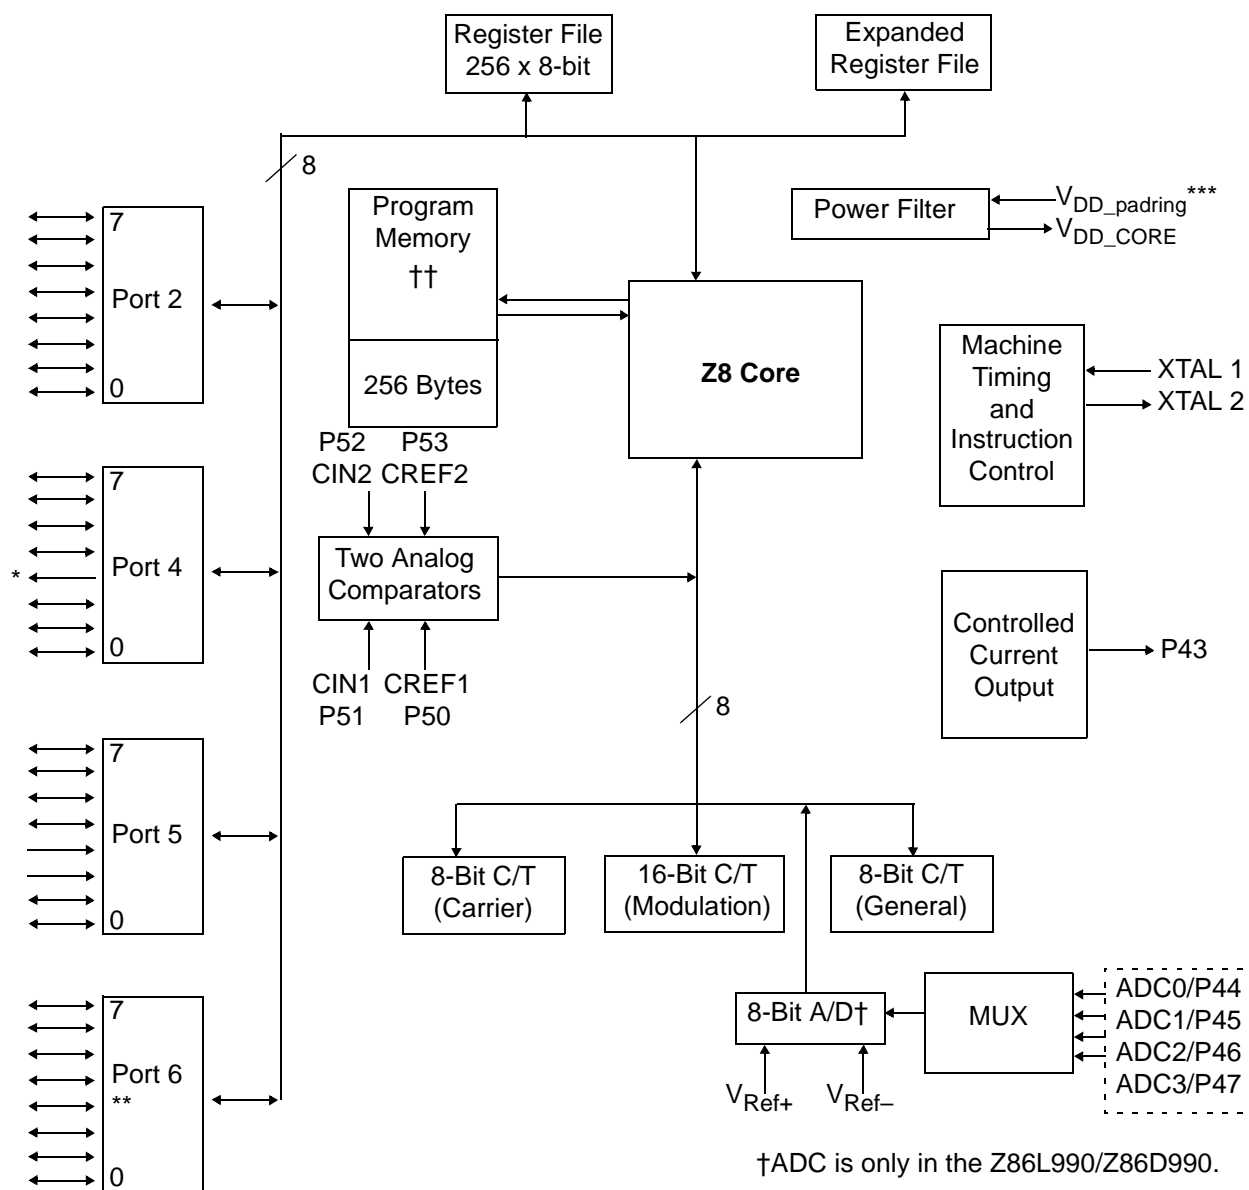 Register File
256 x 8-bit
Expanded
Register File
8
Program
Memory
††
256 Bytes
Power Filter
VDD_padring***
VDD_CORE
7
Port 2
0
Z8 Core
Machine
Timing
and
Instruction
Control
XTAL 1
XTAL 2
P52 P53
CIN2 CREF2
7
Port 4
0
*
Two Analog
Comparators
CIN1 CREF1
P51 P50
Controlled
Current
Output
P43
8
7
Port 5
0
8-Bit C/T
(Carrier)
16-Bit C/T
(Modulation)
8-Bit C/T
(General)
7
Port 6
**
0
8-Bit A/D†
MUX
ADC0/P44
ADC1/P45
ADC2/P46
ADC3/P47
VRef+ VRef–
†ADC is only in the Z86L990/Z86D990.